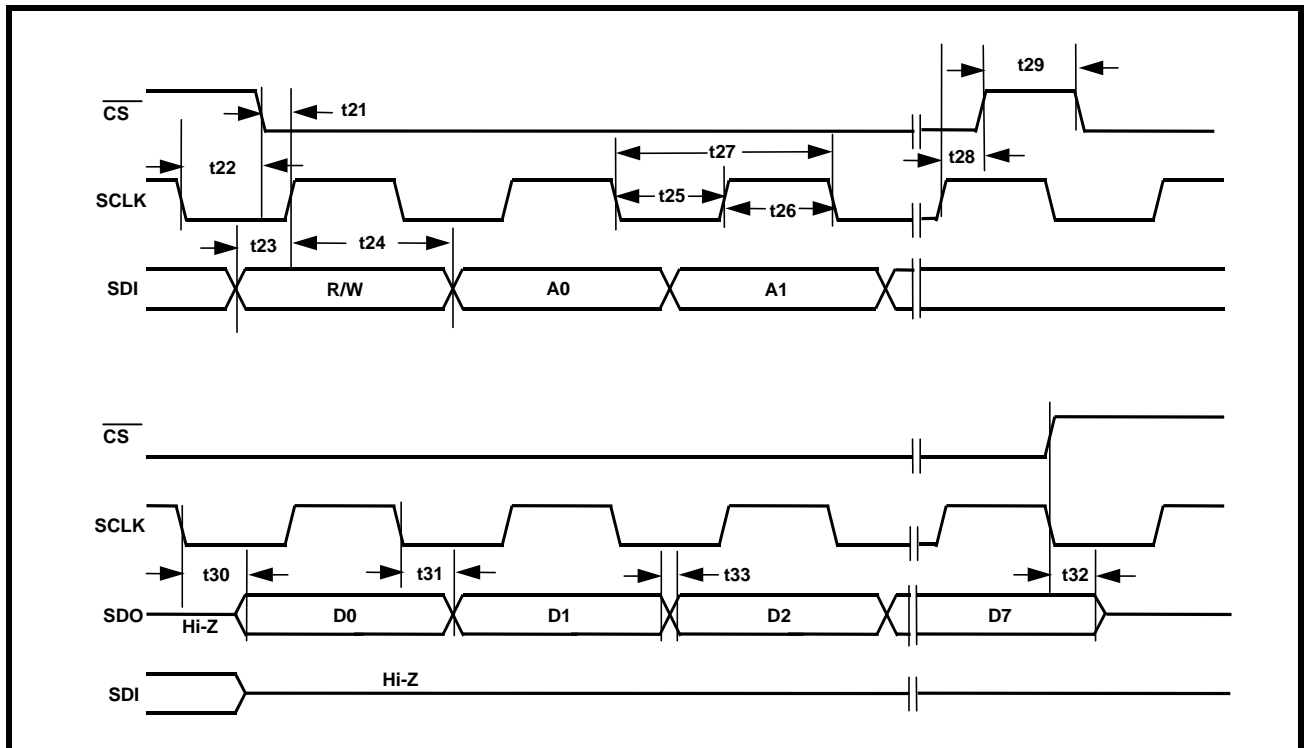 t29
CS
t21
t28
t27
t22
SCLK
t25
t26
t23
t24
SDI
R/W
A0
A1
CS
SCLK
t30
t31
t33
t32
SDO
Hi-Z
D0
D1
D2
D7
SDI
Hi-Z